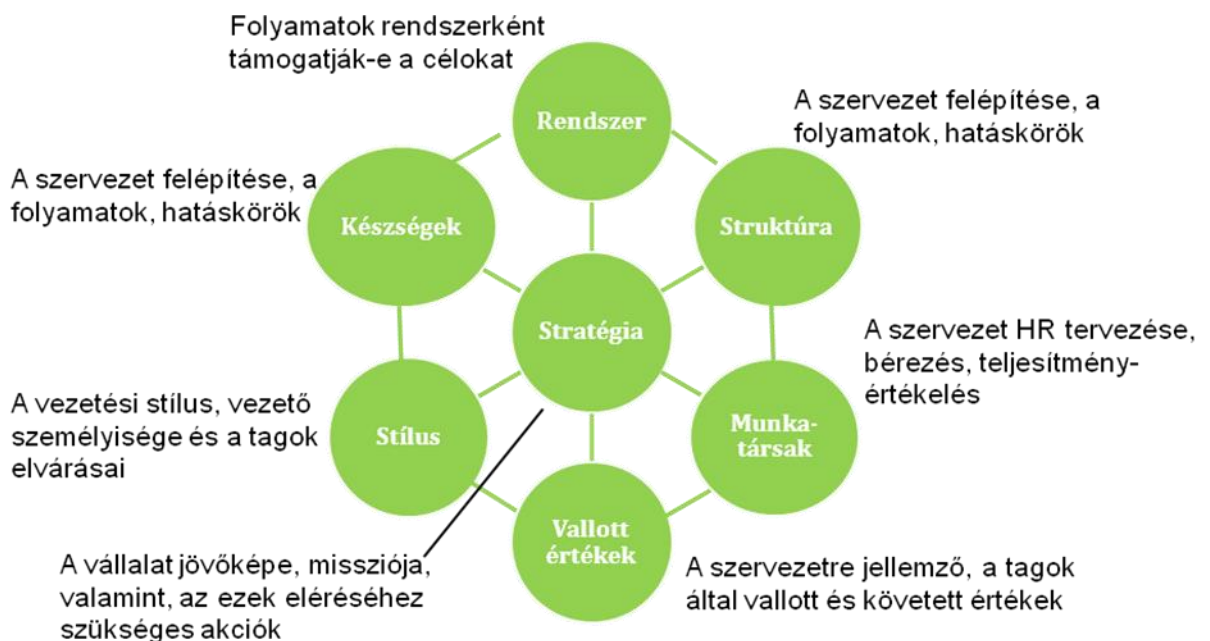 Folyamatok rendszerként
támogatják-e a célokat
Rendszer
A szervezet felépítése, a
folyamatok, hatáskörök
A szervezet felépítése, a
folyamatok, hatáskörök
Készségek
Struktúra
Stratégia
A szervezet HR tervezése,
bérezés, teljesítmény-
értékelés
A vezetési stílus, vezető
személyisége és a tagok
elvárásai
Stílus
Munka-
társak
Vallott
értékek
A vállalat jövőképe, missziója,
valamint, az ezek eléréséhez
szükséges akciók
A szervezetre jellemző, a tagok
által vallott és követett értékek